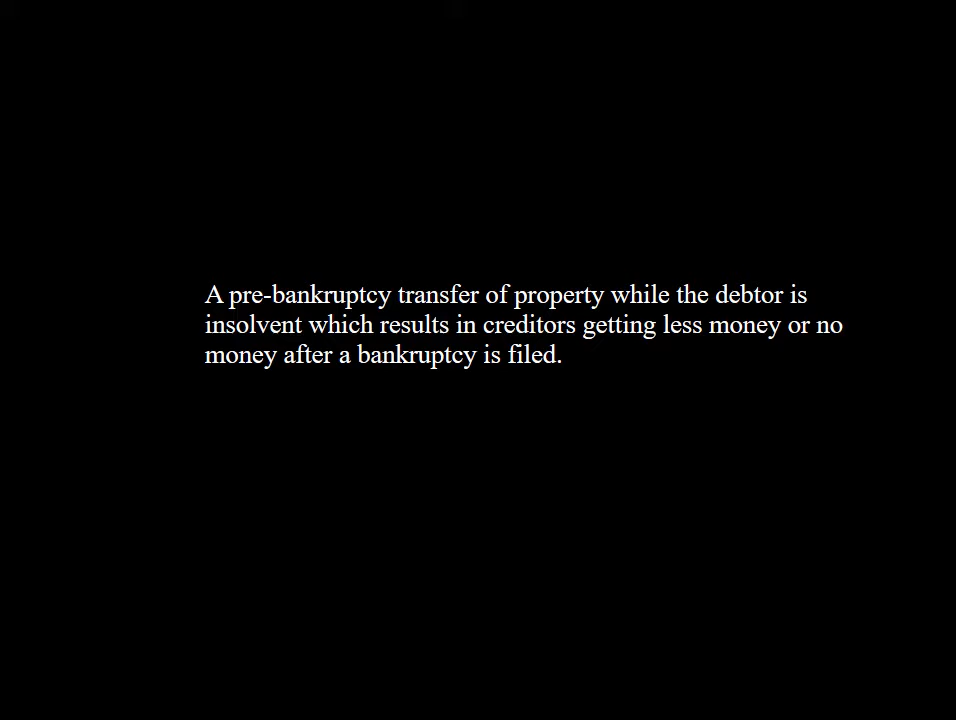 A pre-bankruptcy transfer of property while the debtor is
insolvent which results in creditors getting less money or no
money after a bankruptcy is filed.